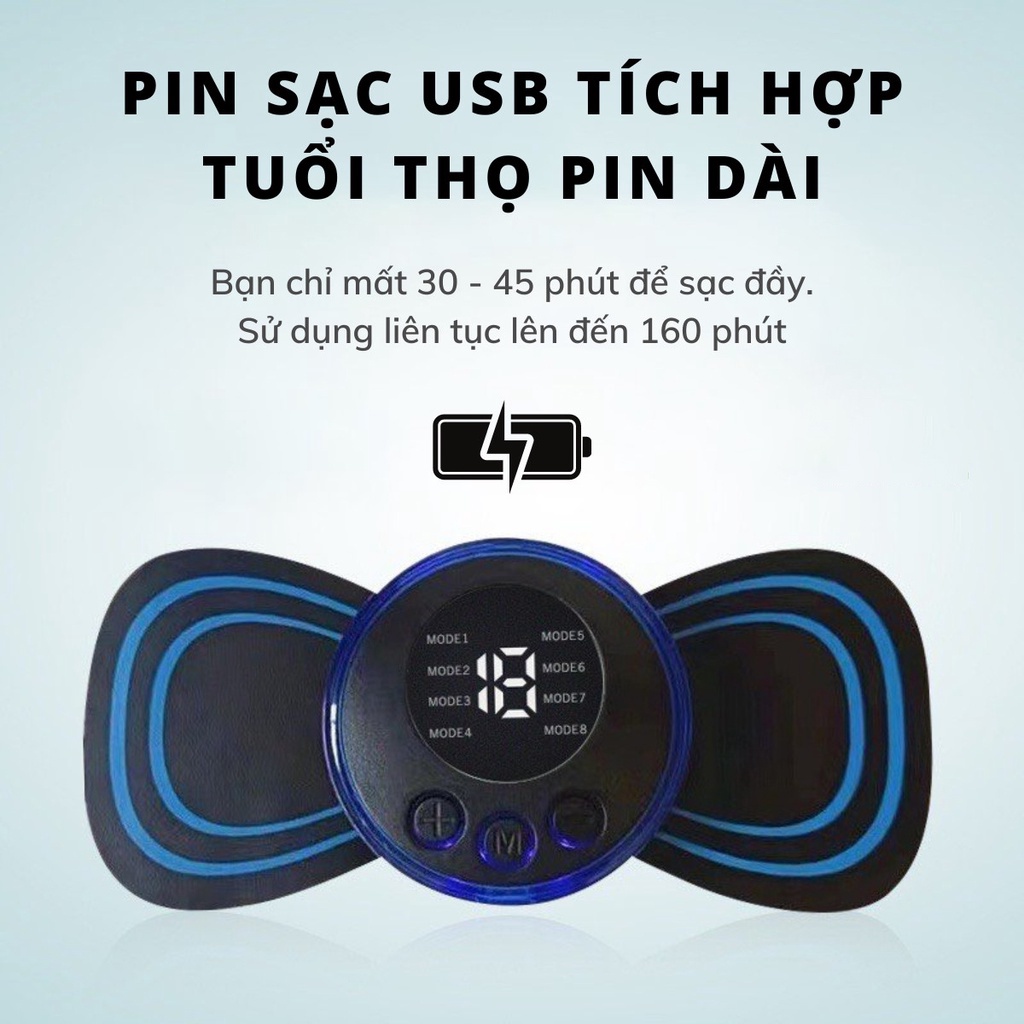 PIN SẠC USB TÍCH HỢP
TUỔI THỌ PIN DÀI
Bạn chỉ mất 30 - 45 phút để sạc đầy.
Sử dụng liên tục lên đến 160 phút
MODE1 MODE5
MODE2 MODE6
18
MODE3 MODE7
MODE4 MODE8
+ M −